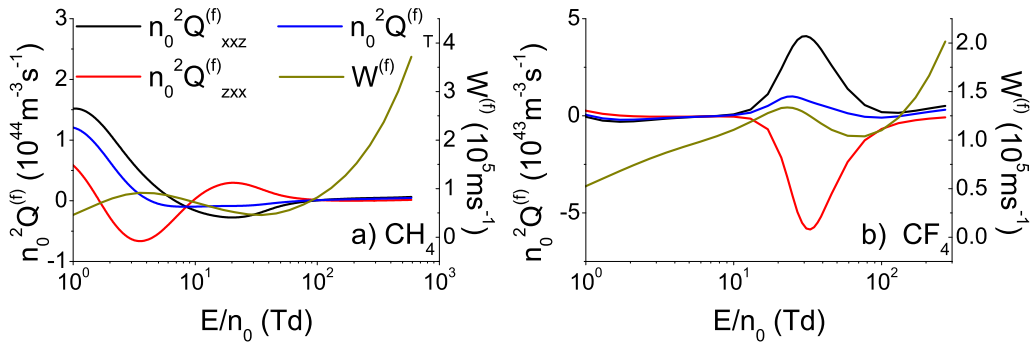 n₀²Q⁽ᶠ⁾ (10⁴⁴m⁻³s⁻¹)
3
2
1
0
-1
n₀²Q⁽ᶠ⁾xxz
n₀²Q⁽ᶠ⁾T
n₀²Q⁽ᶠ⁾zxx
W⁽ᶠ⁾
a) CH₄
4
3
2
1
0
W⁽ᶠ⁾ (10⁵ms⁻¹)
10⁰ 10¹ 10² 10³
E/n₀ (Td)
n₀²Q⁽ᶠ⁾ (10⁴³m⁻³s⁻¹)
5
0
-5
b) CF₄
2.0
1.5
1.0
0.5
0.0
W⁽ᶠ⁾ (10⁵ms⁻¹)
10⁰ 10¹ 10²
E/n₀ (Td)